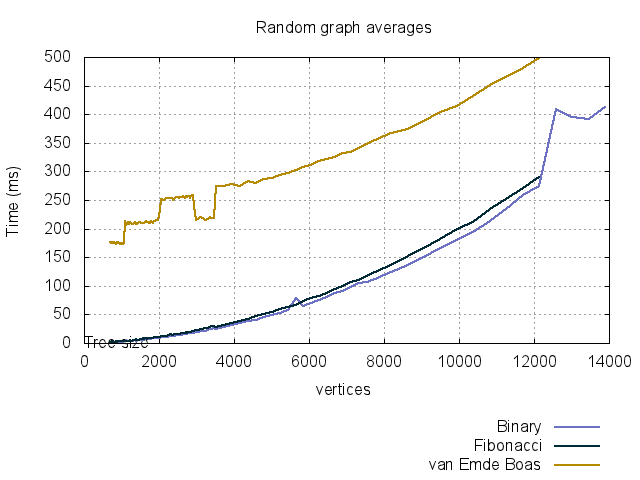 Random graph averages
500
450
400
350
300
250
200
150
100
50
0
Time (ms)
Tree size
0 2000 4000 6000 8000 10000 12000 14000
vertices
Binary
Fibonacci
van Emde Boas